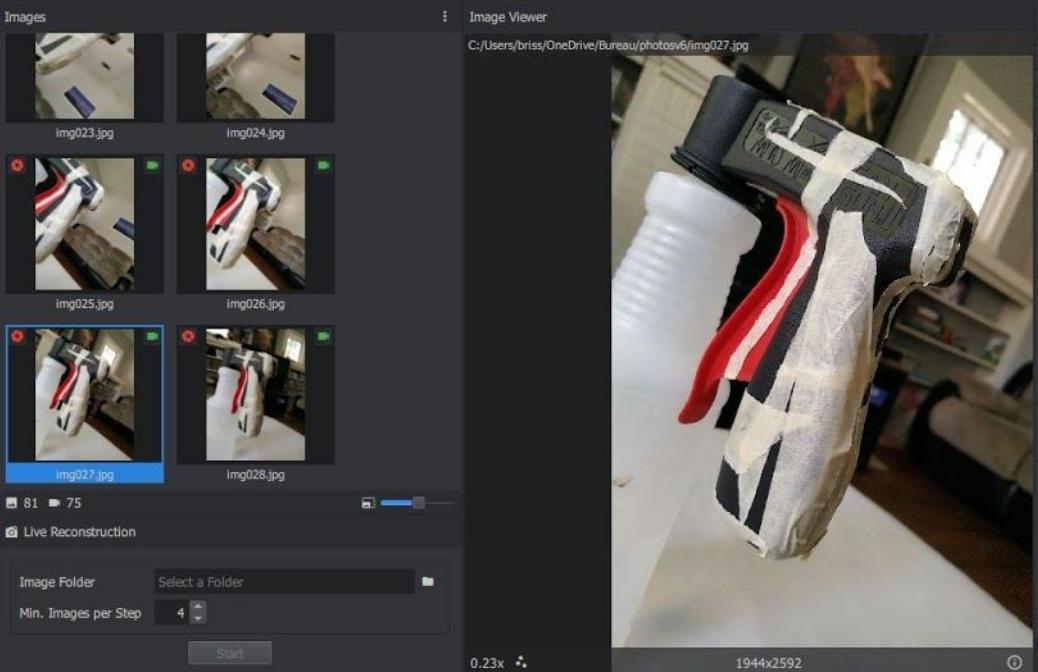 Images
Image Viewer
C:/Users/briss/OneDrive/Bureau/photosv6/img027.jpg
img023.jpg
img024.jpg
img025.jpg
img026.jpg
img027.jpg
img028.jpg
81 75
Live Reconstruction
Image Folder Select a Folder
Min. Images per Step 4
Start
0.23x
1944x2592